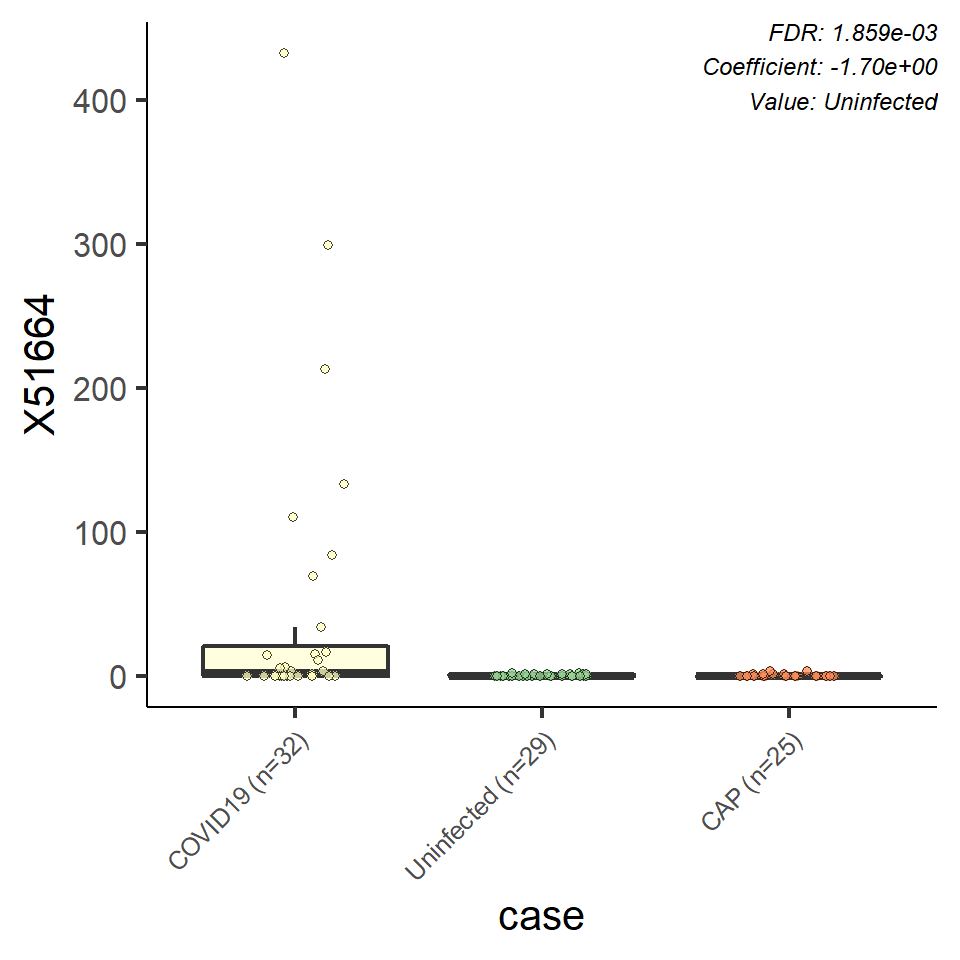 FDR: 1.859e-03
Coefficient: -1.70e+00
Value: Uninfected
400
300
200
100
0
X51664
COVID19 (n=32)
Uninfected (n=29)
CAP (n=25)
case